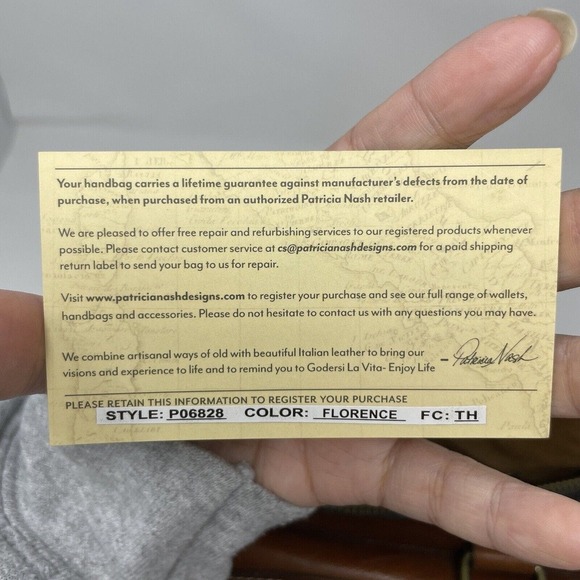 Your handbag carries a lifetime guarantee against manufacturer's defects from the date of
purchase, when purchased from an authorized Patricia Nash retailer.
We are pleased to offer free repair and refurbishing services to our registered products whenever
possible. Please contact customer service at cs@patricianashdesigns.com for a paid shipping
return label to send your bag to us for repair.
Visit www.patricianashdesigns.com to register your purchase and see our full range of wallets,
handbags and accessories. Please do not hesitate to contact us with any questions you may have.
We combine artisanal ways of old with beautiful Italian leather to bring our
visions and experience to life and to remind you to Godersi La Vita- Enjoy Life
– Patricia Nash
PLEASE RETAIN THIS INFORMATION TO REGISTER YOUR PURCHASE
STYLE: P06828 COLOR: FLORENCE FC: TH